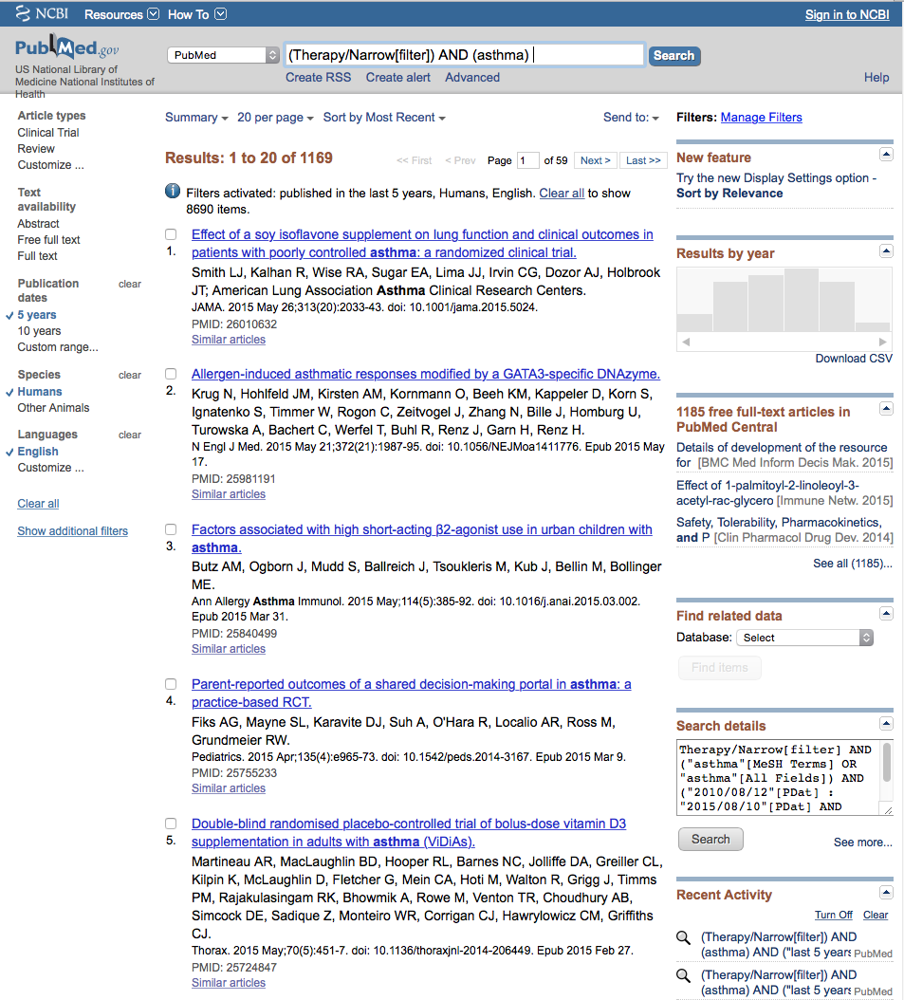 NCBI Resources How To Sign in to NCBI
PubMed.gov
US National Library of
Medicine National Institutes of
Health
PubMed
(Therapy/Narrow[filter]) AND (asthma)
Search
Create RSS Create alert Advanced
Help
Article types
Clinical Trial
Review
Customize ...
Text
availability
Abstract
Free full text
Full text
Publication clear
dates
5 years
10 years
Custom range...
Species clear
Humans
Other Animals
Languages clear
English
Customize ...
Clear all
Show additional filters
Summary 20 per page Sort by Most Recent Send to:
Results: 1 to 20 of 1169
<< First < Prev Page 1 of 59 Next > Last >>
Filters activated: published in the last 5 years, Humans, English. Clear all to show
8690 items.
Effect of a soy isoflavone supplement on lung function and clinical outcomes in
1. patients with poorly controlled asthma: a randomized clinical trial.
Smith LJ, Kalhan R, Wise RA, Sugar EA, Lima JJ, Irvin CG, Dozor AJ, Holbrook
JT; American Lung Association Asthma Clinical Research Centers.
JAMA. 2015 May 26;313(20):2033-43. doi: 10.1001/jama.2015.5024.
PMID: 26010632
Similar articles
Allergen-induced asthmatic responses modified by a GATA3-specific DNAzyme.
2. Krug N, Hohlfeld JM, Kirsten AM, Kornmann O, Beeh KM, Kappeler D, Korn S,
Ignatenko S, Timmer W, Rogon C, Zeitvogel J, Zhang N, Bille J, Homburg U,
Turowska A, Bachert C, Werfel T, Buhl R, Renz J, Garn H, Renz H.
N Engl J Med. 2015 May 21;372(21):1987-95. doi: 10.1056/NEJMoa1411776. Epub 2015 May
17.
PMID: 25981191
Similar articles
Factors associated with high short-acting β2-agonist use in urban children with
3. asthma.
Butz AM, Ogborn J, Mudd S, Ballreich J, Tsoukleris M, Kub J, Bellin M, Bollinger
ME.
Ann Allergy Asthma Immunol. 2015 May;114(5):385-92. doi: 10.1016/j.anai.2015.03.002.
Epub 2015 Mar 31.
PMID: 25840499
Similar articles
Parent-reported outcomes of a shared decision-making portal in asthma: a
4. practice-based RCT.
Fiks AG, Mayne SL, Karavite DJ, Suh A, O'Hara R, Localio AR, Ross M,
Grundmeier RW.
Pediatrics. 2015 Apr;135(4):e965-73. doi: 10.1542/peds.2014-3167. Epub 2015 Mar 9.
PMID: 25755233
Similar articles
Double-blind randomised placebo-controlled trial of bolus-dose vitamin D3
5. supplementation in adults with asthma (ViDiAs).
Martineau AR, MacLaughlin BD, Hooper RL, Barnes NC, Jolliffe DA, Greiller CL,
Kilpin K, McLaughlin D, Fletcher G, Mein CA, Hoti M, Walton R, Grigg J, Timms
PM, Rajakulasingam RK, Bhowmik A, Rowe M, Venton TR, Choudhury AB,
Simcock DE, Sadique Z, Monteiro WR, Corrigan CJ, Hawrylowicz CM, Griffiths
CJ.
Thorax. 2015 May;70(5):451-7. doi: 10.1136/thoraxjnl-2014-206449. Epub 2015 Feb 27.
PMID: 25724847
Similar articles
Filters: Manage Filters
New feature
Try the new Display Settings option -
Sort by Relevance
Results by year
Download CSV
1185 free full-text articles in
PubMed Central
Details of development of the resource
for [BMC Med Inform Decis Mak. 2015]
Effect of 1-palmitoyl-2-linoleoyl-3-
acetyl-rac-glycero [Immune Netw. 2015]
Safety, Tolerability, Pharmacokinetics,
and P [Clin Pharmacol Drug Dev. 2014]
See all (1185)...
Find related data
Database: Select
Find items
Search details
Therapy/Narrow[filter] AND
("asthma"[MeSH Terms] OR
"asthma"[All Fields]) AND
("2010/08/12"[PDat] :
"2015/08/10"[PDat] AND
Search
See more...
Recent Activity
Turn Off Clear
(Therapy/Narrow[filter]) AND
(asthma) AND ("last 5 years PubMed
(Therapy/Narrow[filter]) AND
(asthma) AND ("last 5 years PubMed